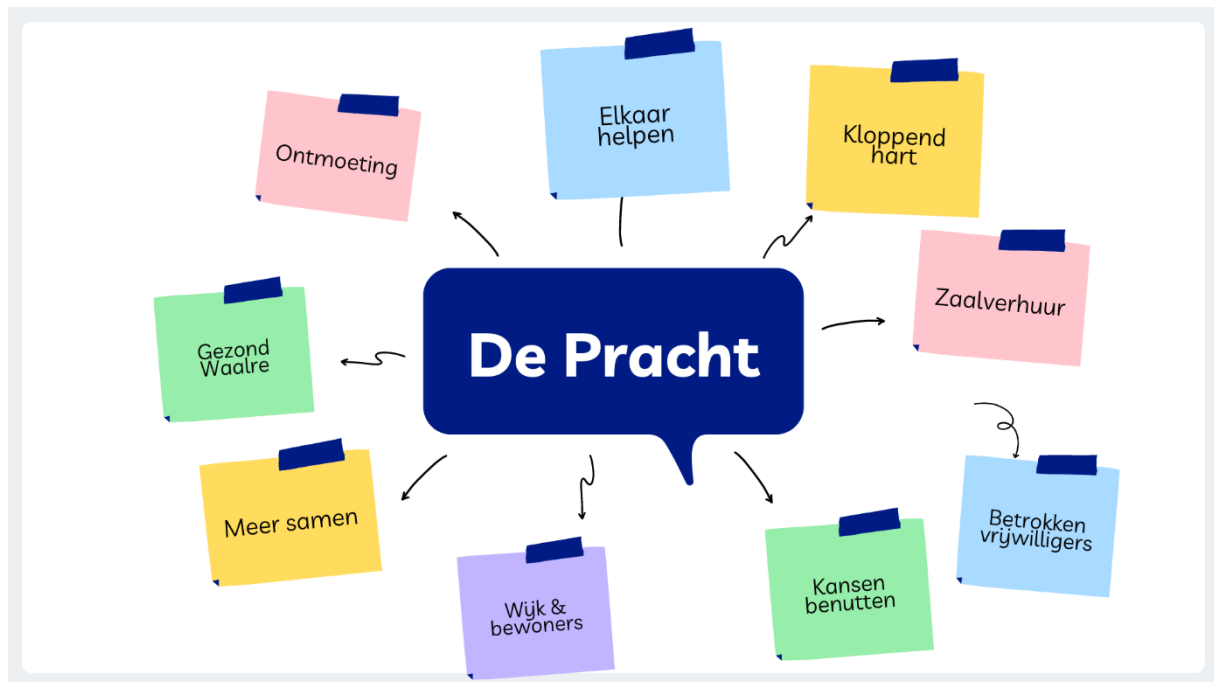 Elkaar
helpen
Kloppend
hart
Ontmoeting
Zaalverhuur
De Pracht
Gezond
Waalre
Meer samen
Betrokken
vrijwilligers
Wijk &
bewoners
Kansen
benutten